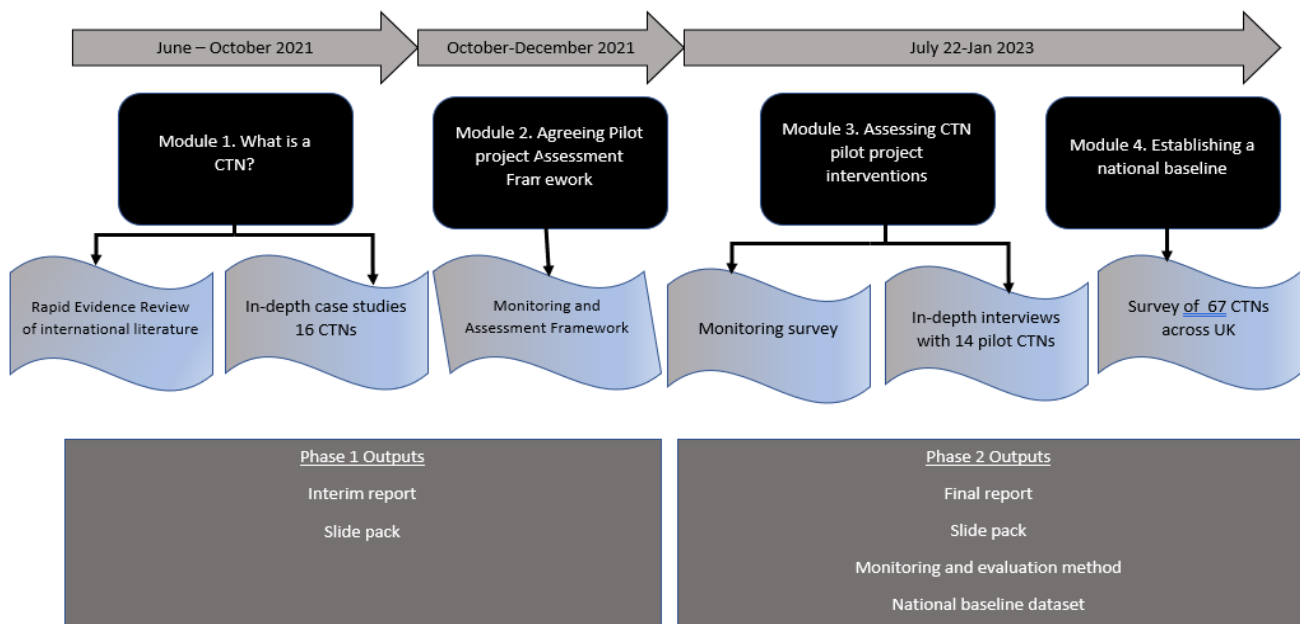 June – October 2021
October-December 2021
July 22-Jan 2023
Module 1. What is a
CTN?
Module 2. Agreeing Pilot
project Assessment
Framework
Module 3. Assessing CTN
pilot project
interventions
Module 4. Establishing a
national baseline
Rapid Evidence Review
of international literature
In-depth case studies
16 CTNs
Monitoring and
Assessment Framework
Monitoring survey
In-depth interviews
with 14 pilot CTNs
Survey of 67 CTNs
across UK
Phase 1 Outputs
Interim report
Slide pack
Phase 2 Outputs
Final report
Slide pack
Monitoring and evaluation method
National baseline dataset